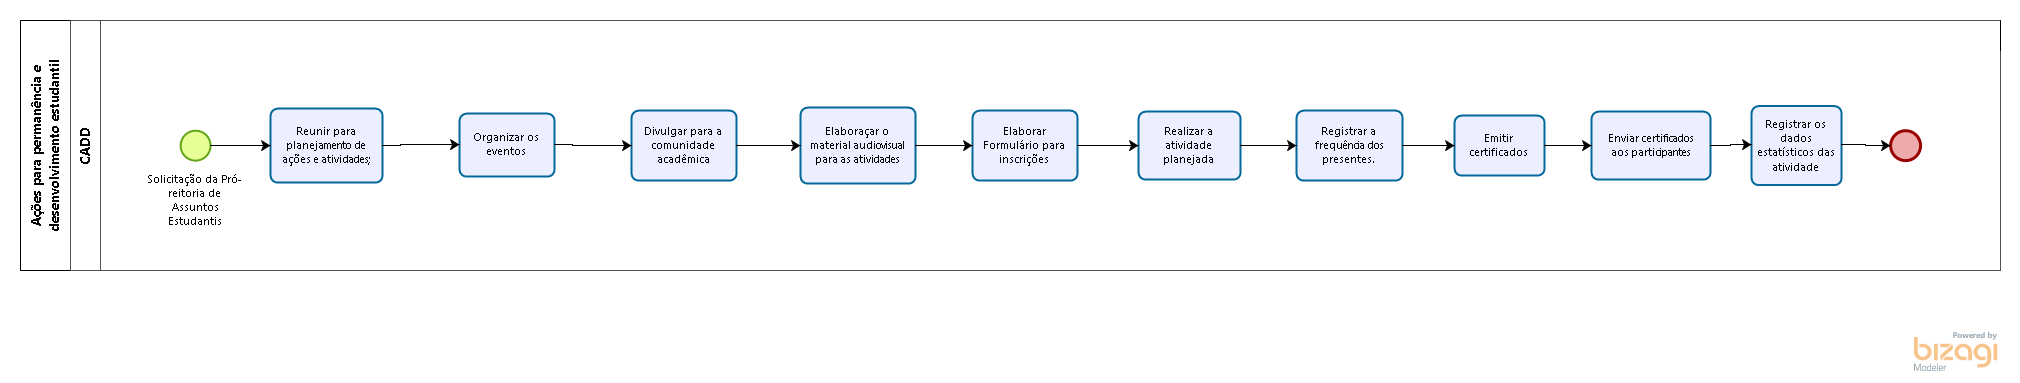 Ações para permanência e
desenvolvimento estudantil
CADD
Solicitação da Pró-
reitoria de
Assuntos
Estudantis
Reunir para
planejamento de
ações e atividades;
Organizar os
eventos
Divulgar para a
comunidade
acadêmica
Elaboraçar o
material audiovisual
para as atividades
Elaborar
Formulário para
inscrições
Realizar a
atividade
planejada
Registrar a
frequência dos
presentes.
Emitir
certificados
Enviar certificados
aos participantes
Registrar os
dados
estatísticos das
atividade
Powered by
bizagi
Modeler